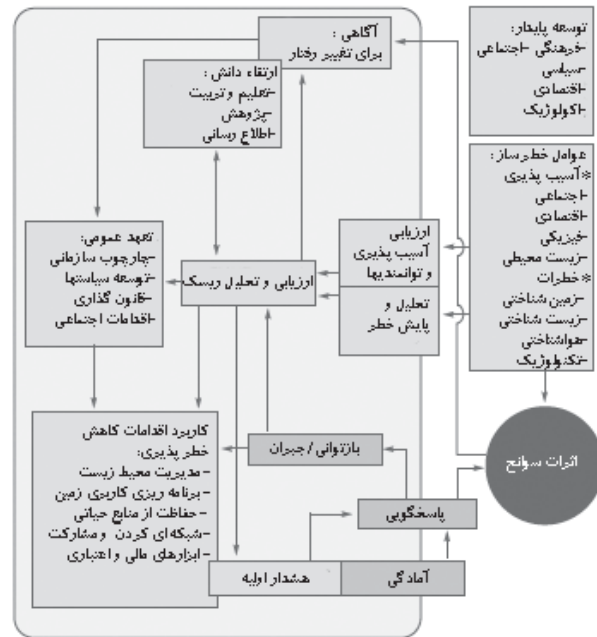 توسعه پایدار:
-فرهنگی -اجتماعی
-سیاسی
-اقتصادی
-اکولوژیک
عوامل خطر ساز:
*آسیب پذیری
-اجتماعی
-اقتصادی
-فیزیکی
-زیست محیطی
*خطرات
-زمین شناختی
-زیست شناختی
-هواشناختی
-تکنولوژیک
اثرات سوانح
آگاهی:
برای تغییر رفتار
ارتقاء دانش:
-تعلیم و تربیت
-پژوهش
-اطلاع رسانی
ارزیابی
آسیب پذیری
و توانمندیها
تحلیل و
پایش خطر
ارزیابی و تحلیل ریسک
تعهد عمومی:
-چارچوب سازمانی
-توسعه سیاستها
-قانون گذاری
-اقدامات اجتماعی
کاربرد اقدامات کاهش
خطر پذیری:
-مدیریت محیط زیست
-برنامه ریزی کاربری زمین
-حفاظت از منابع حیاتی
-شبکه ای کردن و مشارکت
-ابزارهای مالی و اعتباری
بازتوانی/جبران
پاسخگویی
آمادگی
هشدار اولیه